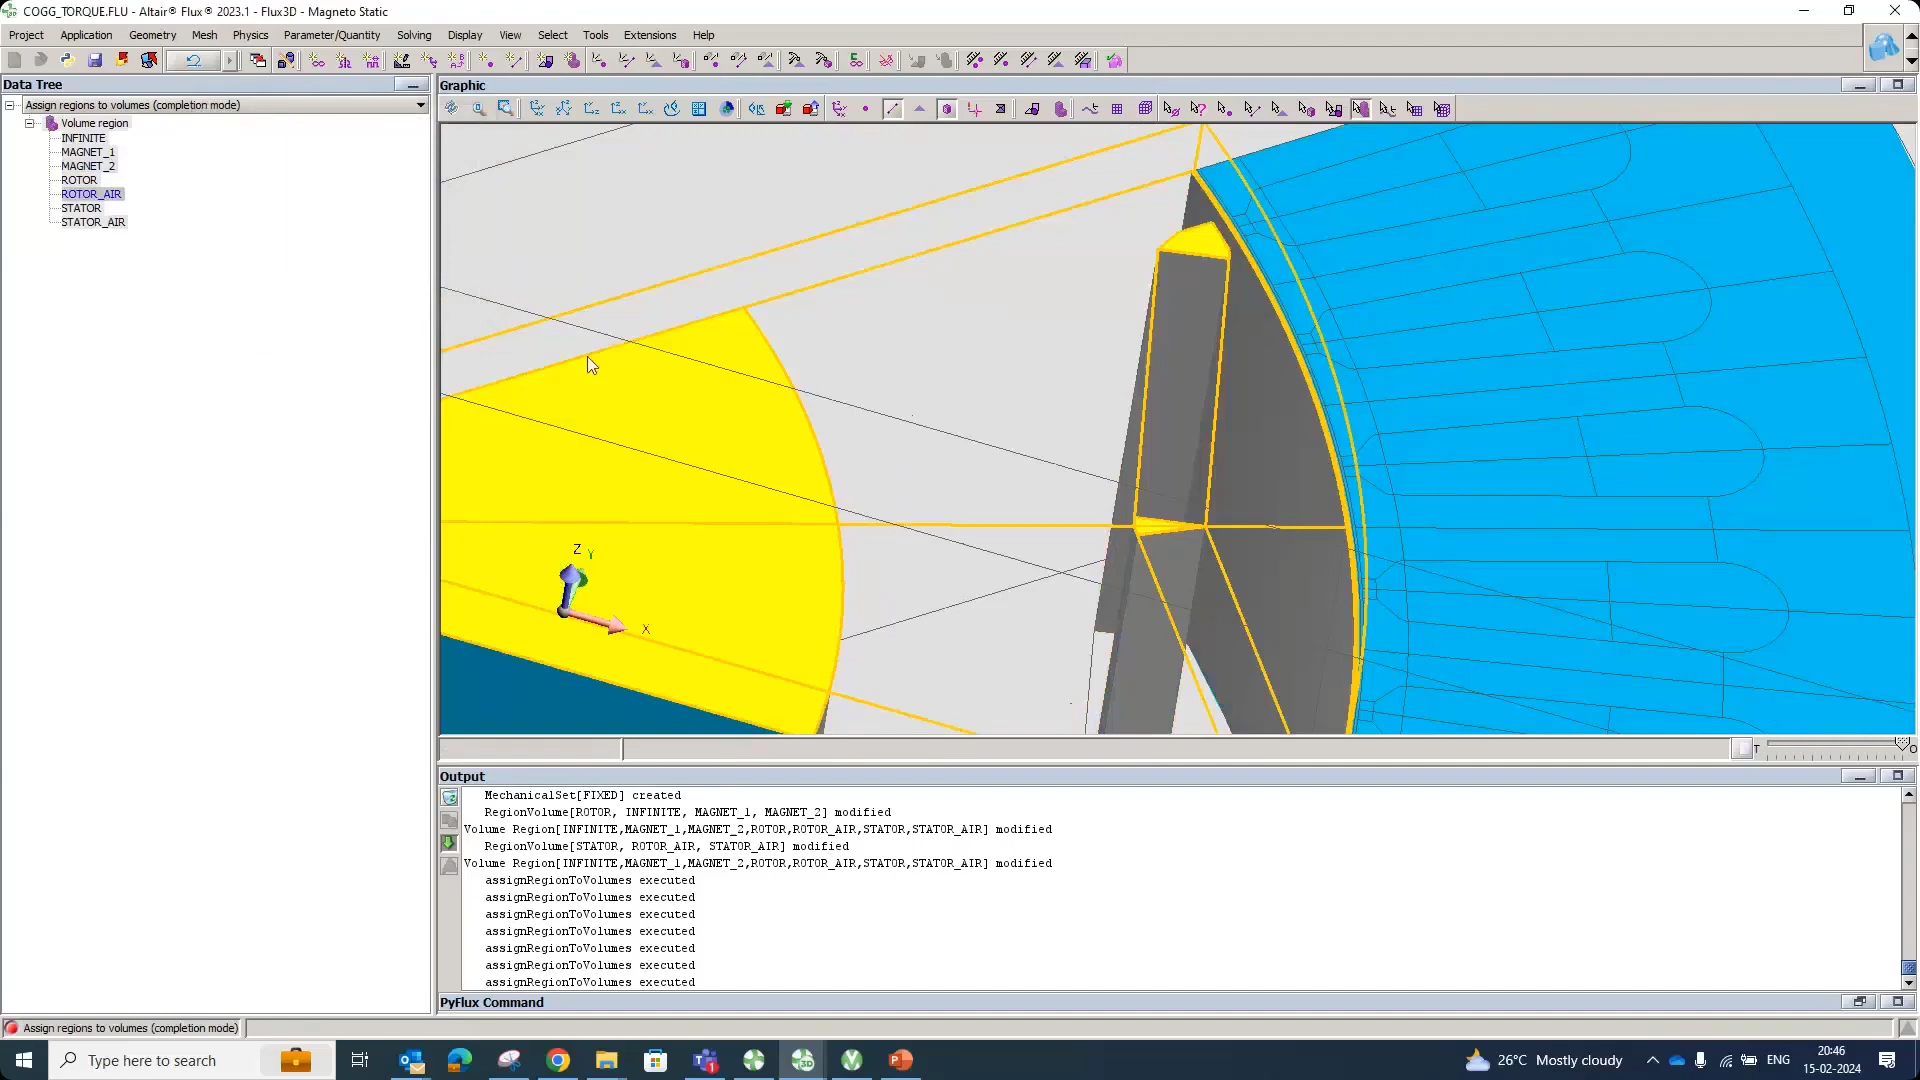 COGG_TORQUE.FLU - Altair® Flux® 2023.1 - Flux3D - Magneto Static
Project Application Geometry Mesh Physics Parameter/Quantity Solving Display View Select Tools Extensions Help
Data Tree
Assign regions to volumes (completion mode)
Volume region
INFINITE
MAGNET_1
MAGNET_2
ROTOR
ROTOR_AIR
STATOR
STATOR_AIR
Graphic
Z
Y
X
T
O
Output
MechanicalSet[FIXED] created
RegionVolume[ROTOR, INFINITE, MAGNET_1, MAGNET_2] modified
Volume Region[INFINITE,MAGNET_1,MAGNET_2,ROTOR,ROTOR_AIR,STATOR,STATOR_AIR] modified
RegionVolume[STATOR, ROTOR_AIR, STATOR_AIR] modified
Volume Region[INFINITE,MAGNET_1,MAGNET_2,ROTOR,ROTOR_AIR,STATOR,STATOR_AIR] modified
assignRegionToVolumes executed
assignRegionToVolumes executed
assignRegionToVolumes executed
assignRegionToVolumes executed
assignRegionToVolumes executed
assignRegionToVolumes executed
assignRegionToVolumes executed
PyFlux Command
Assign regions to volumes (completion mode)
Type here to search
26°C Mostly cloudy
ENG
20:46
15-02-2024